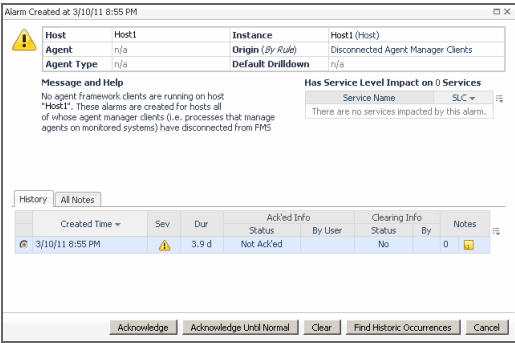 Alarm Created at 3/10/11 8:55 PM
Host Host1 Instance Host1 (Host)
Agent n/a Origin (By Rule) Disconnected Agent Manager Clients
Agent Type n/a Default Drilldown n/a
Message and Help
No agent framework clients are running on host
"Host1". These alarms are created for hosts all
of whose agent manager clients (i.e. processes that manage
agents on monitored systems) have disconnected from FMS
Has Service Level Impact on 0 Services
Service Name SLC
There are no services impacted by this alarm.
History All Notes
Created Time Sev Dur Ack'ed Info Clearing Info Notes
Status By User Status By
3/10/11 8:55 PM 3.9 d Not Ack'ed No 0
Acknowledge Acknowledge Until Normal Clear Find Historic Occurrences Cancel